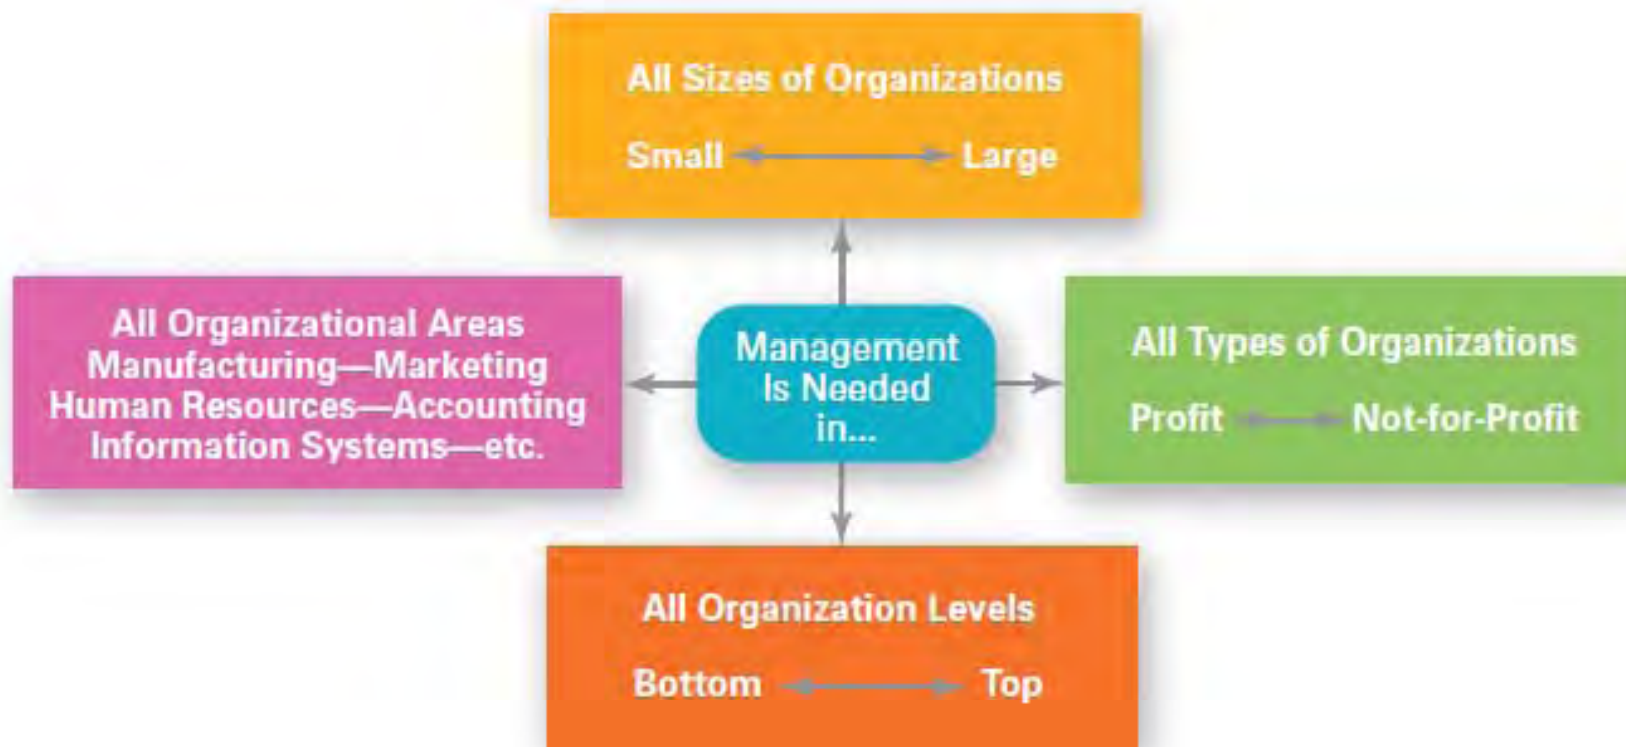 All Sizes of Organizations
Small Large
All Organizational Areas
Manufacturing—Marketing
Human Resources—Accounting
Information Systems—etc.
Management
Is Needed
in...
All Types of Organizations
Profit Not-for-Profit
All Organization Levels
Bottom Top